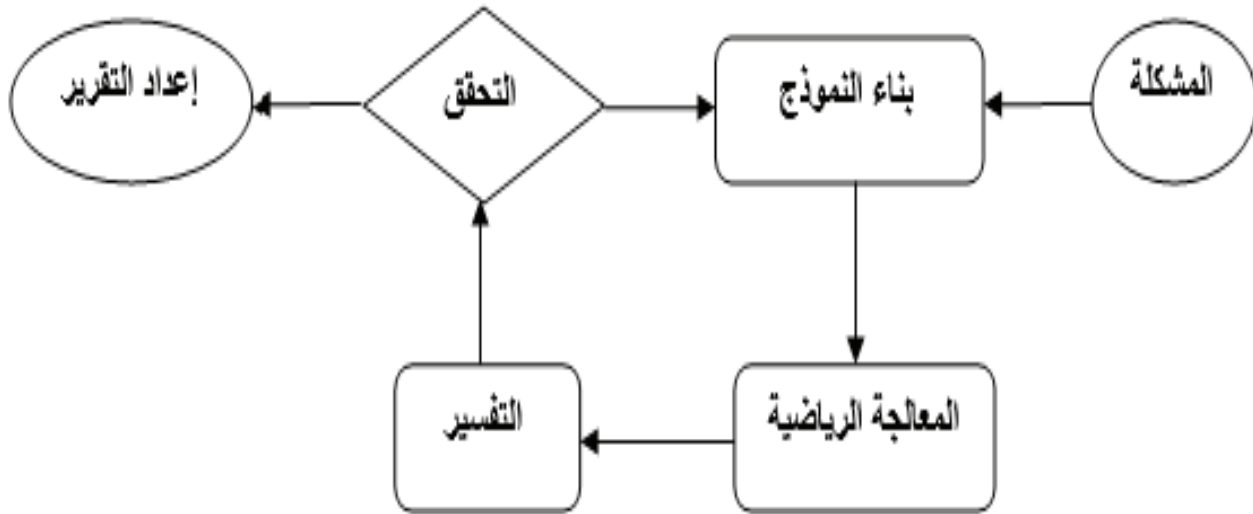 المشكلة
بناء النموذج
التحقق
إعداد التقرير
المعالجة الرياضية
التفسير